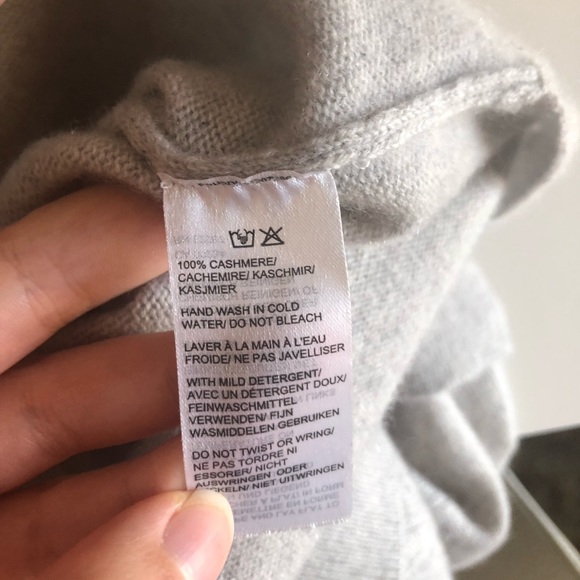 100% CASHMERE/
CACHEMIRE/ KASCHMIR/
KASJMIER
HAND WASH IN COLD
WATER/ DO NOT BLEACH
LAVER À LA MAIN À L'EAU
FROIDE/ NE PAS JAVELLISER
WITH MILD DETERGENT/
AVEC UN DÉTERGENT DOUX/
FEINWASCHMITTEL
VERWENDEN/ FIJN
WASMIDDELEN GEBRUIKEN
DO NOT TWIST OR WRING/
NE PAS TORDRE NI
ESSORER/ NICHT
AUSWRINGEN ODER
NIET UITWRINGEN